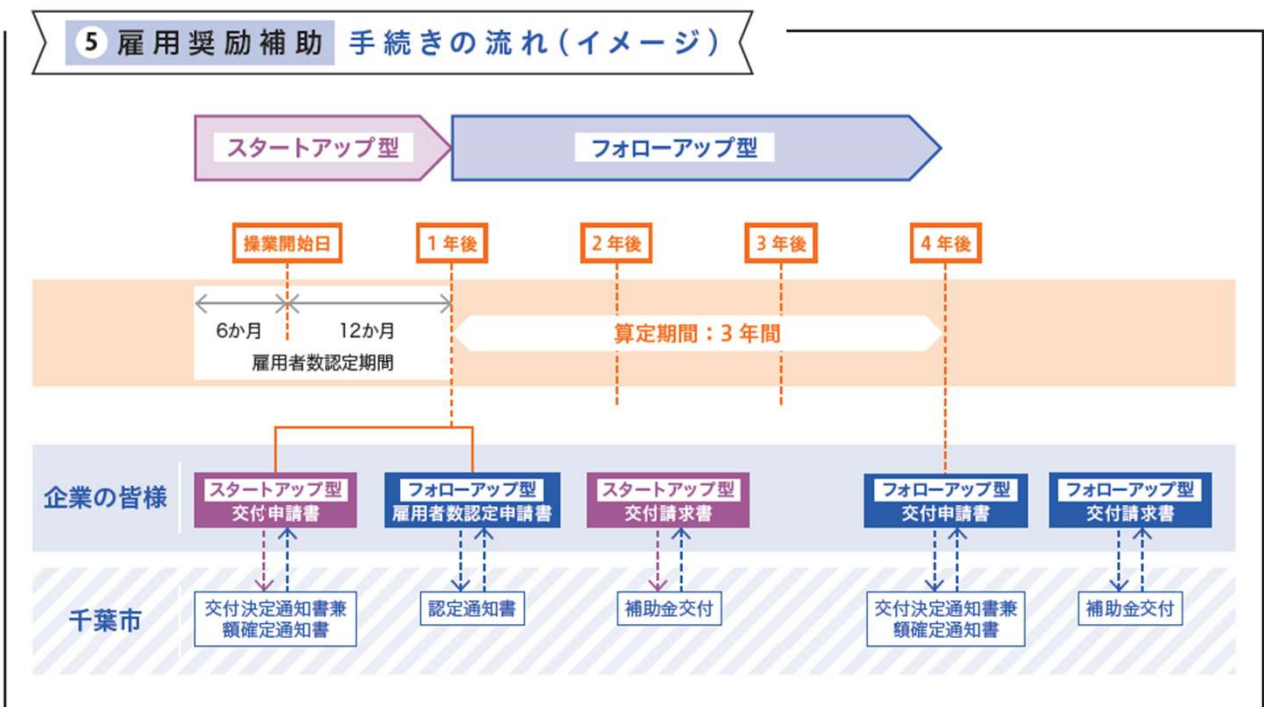 5 雇用奨励補助 手続きの流れ(イメージ)
スタートアップ型
フォローアップ型
操業開始日
1年後
2年後
3年後
4年後
6か月
12か月
雇用者数認定期間
算定期間：3年間
企業の皆様
スタートアップ型
交付申請書
フォローアップ型
雇用者数認定申請書
スタートアップ型
交付請求書
フォローアップ型
交付申請書
フォローアップ型
交付請求書
千葉市
交付決定通知書兼
額確定通知書
認定通知書
補助金交付
交付決定通知書兼
額確定通知書
補助金交付